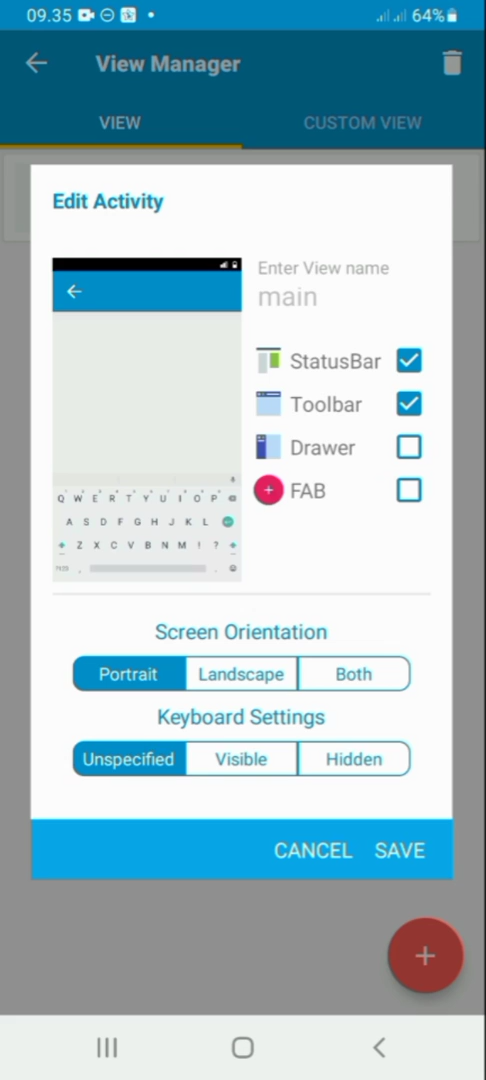 09.35 64%
View Manager
VIEW CUSTOM VIEW
Edit Activity
Enter View name
main
StatusBar
Toolbar
Drawer
FAB
Q W E R T Y U I O P
A S D F G H J K L
Z X C V B N M ! ?
Screen Orientation
Portrait Landscape Both
Keyboard Settings
Unspecified Visible Hidden
CANCEL SAVE